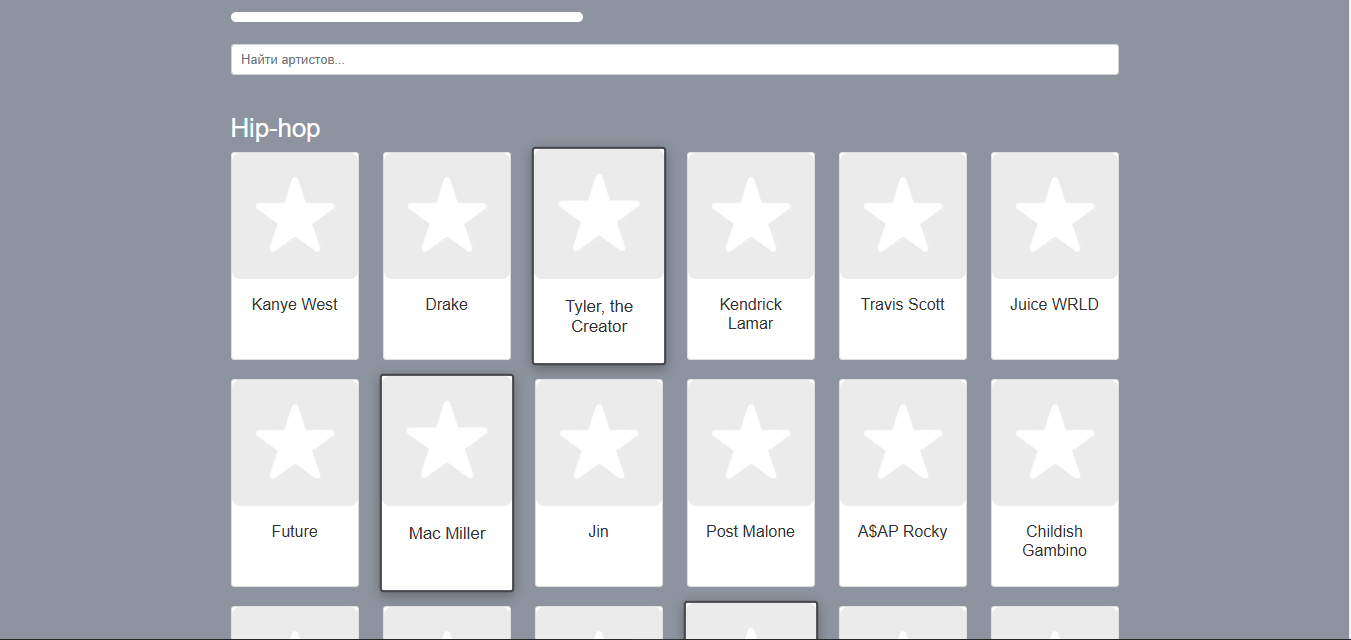 Найти артистов...
Hip-hop
Kanye West
Drake
Tyler, the
Creator
Kendrick
Lamar
Travis Scott
Juice WRLD
Future
Mac Miller
Jin
Post Malone
A$AP Rocky
Childish
Gambino